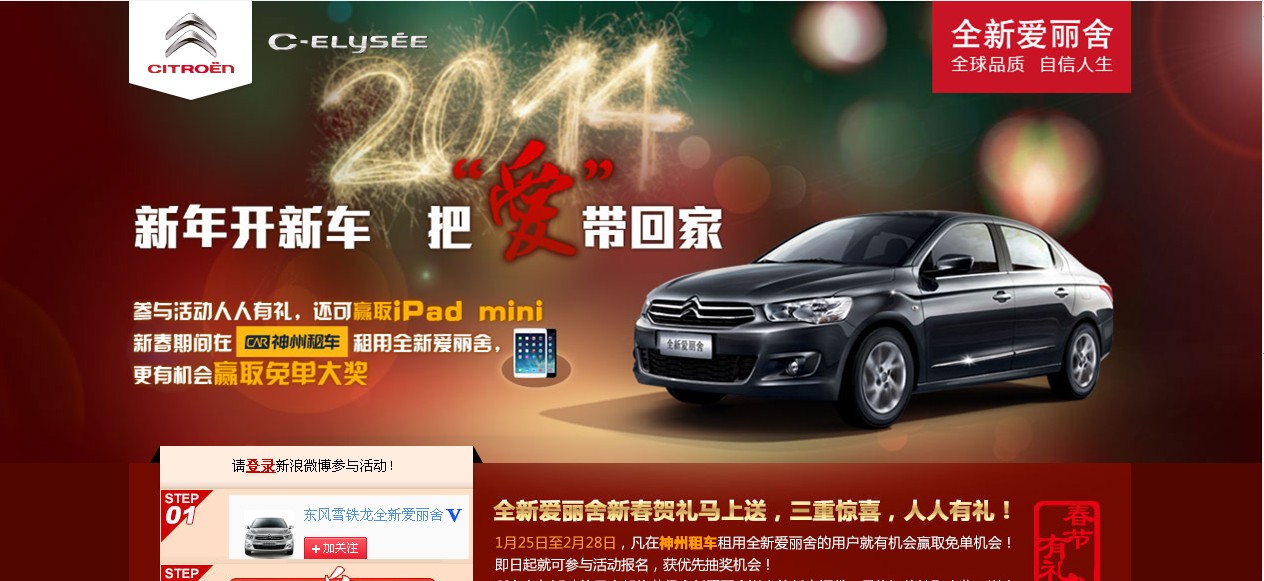 CITROËN
C-ELYSÉE
全新爱丽舍
全球品质 自信人生
2014
新年开新车 把“爱”带回家
参与活动人人有礼，还可赢取iPad mini
新春期间在 CAR神州租车 租用全新爱丽舍，
更有机会赢取免单大奖
全新爱丽舍
请登录新浪微博参与活动！
STEP
01
东风雪铁龙全新爱丽舍 V
+加关注
STEP
全新爱丽舍新春贺礼马上送，三重惊喜，人人有礼！
1月25日至2月28日，凡在神州租车租用全新爱丽舍的用户就有机会赢取免单机会！
即日起就可参与活动报名，获优先抽奖机会！
春节
有礼